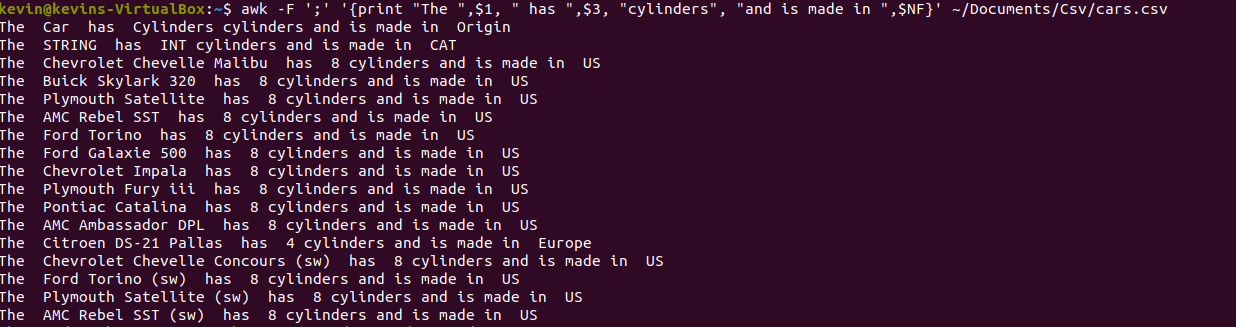 kevin@kevins-VirtualBox:~$ awk -F ';' '{print "The ",$1, " has ",$3, "cylinders", "and is made in ",$NF}' ~/Documents/Csv/cars.csv
The  Car  has  Cylinders cylinders and is made in  Origin
The  STRING  has  INT cylinders and is made in  CAT
The  Chevrolet Chevelle Malibu  has  8 cylinders and is made in  US
The  Buick Skylark 320  has  8 cylinders and is made in  US
The  Plymouth Satellite  has  8 cylinders and is made in  US
The  AMC Rebel SST  has  8 cylinders and is made in  US
The  Ford Torino  has  8 cylinders and is made in  US
The  Ford Galaxie 500  has  8 cylinders and is made in  US
The  Chevrolet Impala  has  8 cylinders and is made in  US
The  Plymouth Fury iii  has  8 cylinders and is made in  US
The  Pontiac Catalina  has  8 cylinders and is made in  US
The  AMC Ambassador DPL  has  8 cylinders and is made in  US
The  Citroen DS-21 Pallas  has  4 cylinders and is made in  Europe
The  Chevrolet Chevelle Concours (sw)  has  8 cylinders and is made in  US
The  Ford Torino (sw)  has  8 cylinders and is made in  US
The  Plymouth Satellite (sw)  has  8 cylinders and is made in  US
The  AMC Rebel SST (sw)  has  8 cylinders and is made in  US